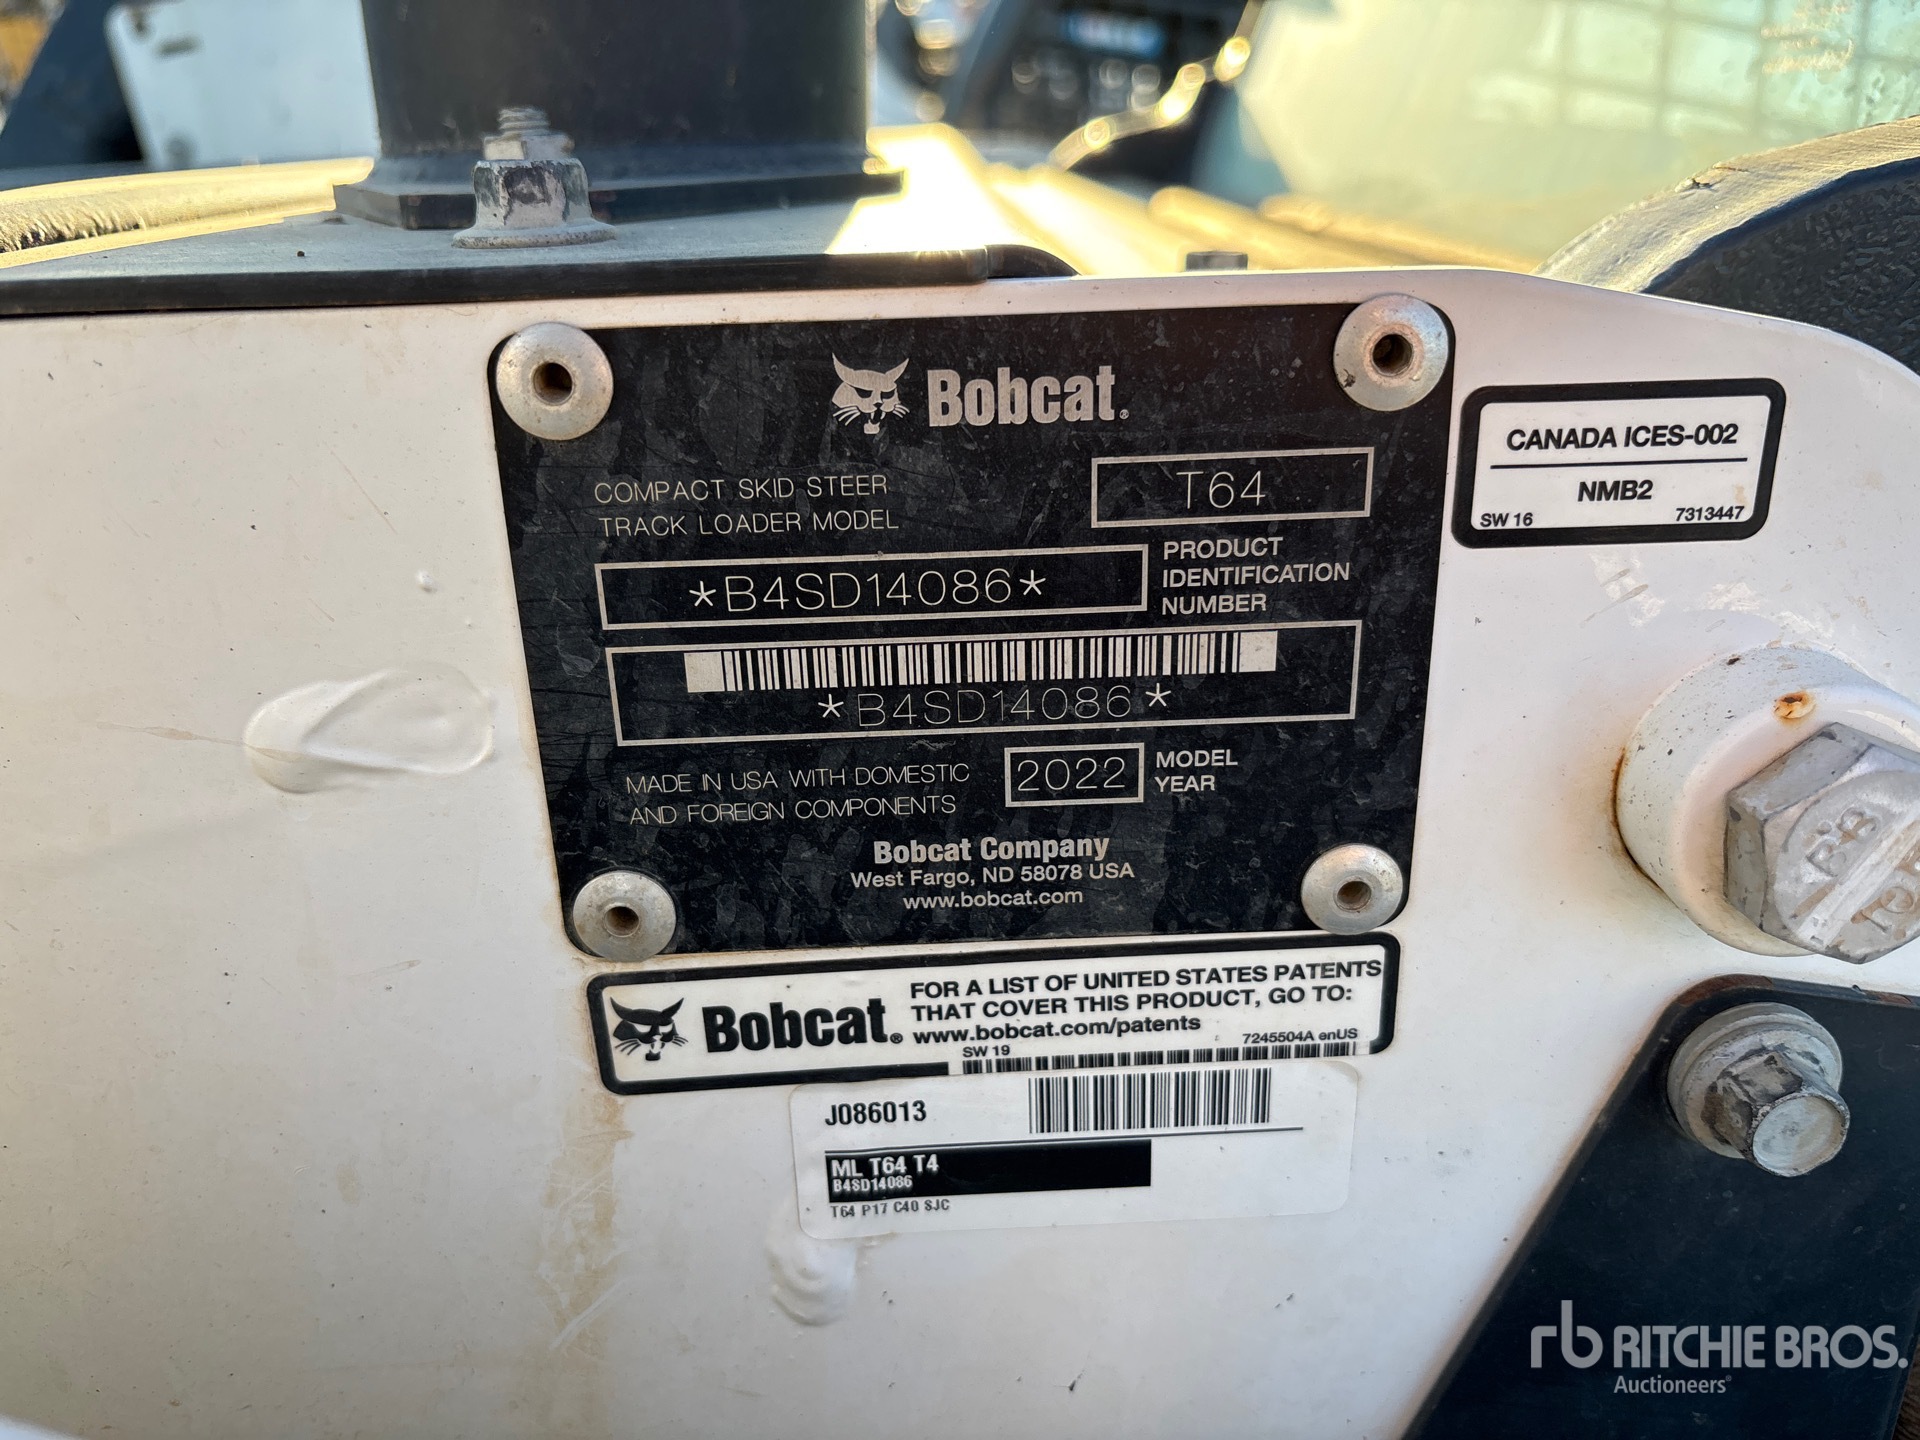 Bobcat®
COMPACT SKID STEER
TRACK LOADER MODEL
T64
*B4SD14086*
PRODUCT
IDENTIFICATION
NUMBER
*B4SD14086*
MADE IN USA WITH DOMESTIC
AND FOREIGN COMPONENTS
2022
MODEL
YEAR
Bobcat Company
West Fargo, ND 58078 USA
www.bobcat.com
CANADA ICES-002
NMB2
SW 16
7313447
Bobcat®
FOR A LIST OF UNITED STATES PATENTS
THAT COVER THIS PRODUCT, GO TO:
www.bobcat.com/patents
SW 19
7245504A enUS
J086013
ML T64 T4
B4SD14086
T64 P17 C40 SJC
rb RITCHIE BROS.
Auctioneers®